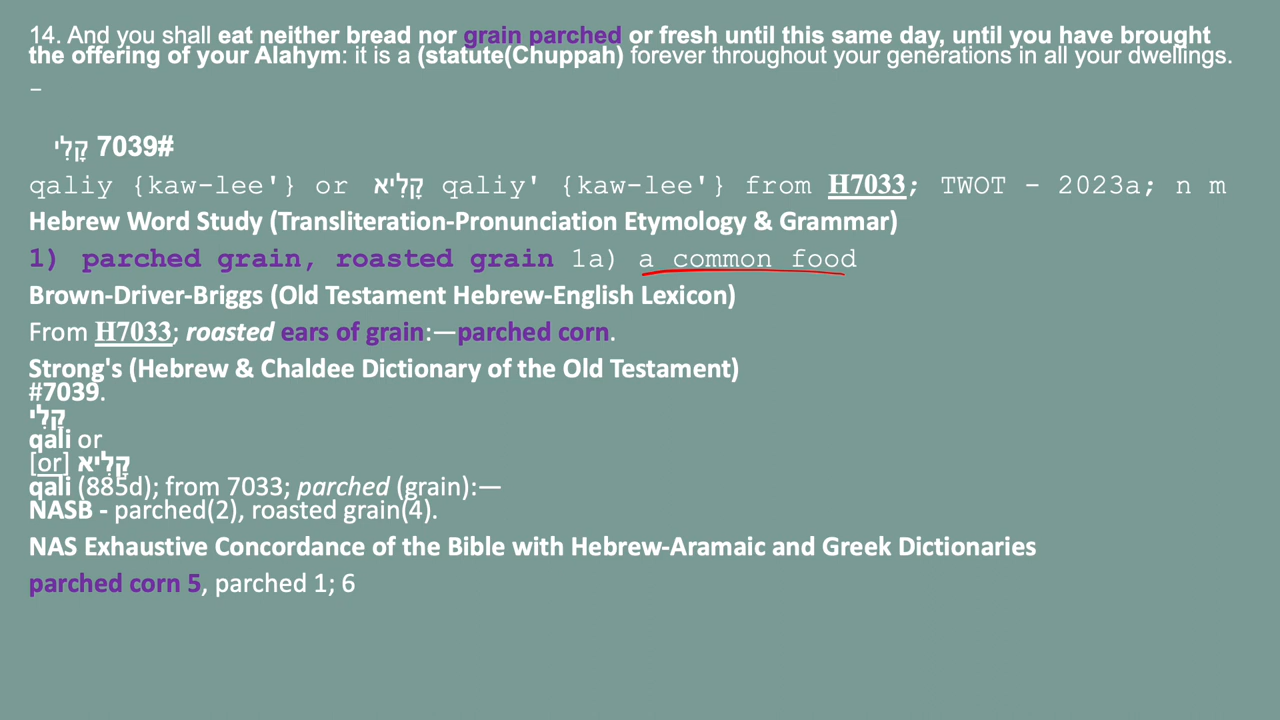 14. And you shall eat neither bread nor grain parched or fresh until this same day, until you have brought
the offering of your Alahym: it is a (statute(Chuppah) forever throughout your generations in all your dwellings.
–
קָלִי 7039#
qaliy {kaw-lee'} or קָלִיא qaliy' {kaw-lee'} from H7033; TWOT - 2023a; n m
Hebrew Word Study (Transliteration-Pronunciation Etymology & Grammar)
1) parched grain, roasted grain 1a) a common food
Brown-Driver-Briggs (Old Testament Hebrew-English Lexicon)
From H7033; roasted ears of grain:—parched corn.
Strong's (Hebrew & Chaldee Dictionary of the Old Testament)
#7039.
קָלִי
qali or
[or] קָלִיא
qali (885d); from 7033; parched (grain):—
NASB - parched(2), roasted grain(4).
NAS Exhaustive Concordance of the Bible with Hebrew-Aramaic and Greek Dictionaries
parched corn 5, parched 1; 6